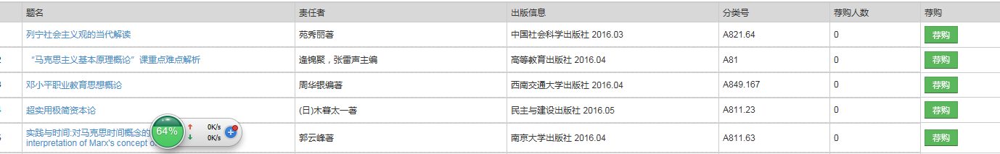 题名 责任者 出版信息 分类号 荐购人数 荐购
列宁社会主义观的当代解读 苑秀丽著 中国社会科学出版社 2016.03 A821.64 0 荐购
2 “马克思主义基本原理概论”课重点难点解析 逄锦聚，张雷声主编 高等教育出版社 2016.04 A81 0 荐购
3 邓小平职业教育思想概论 周华银编著 西南交通大学出版社 2016.04 A849.167 0 荐购
4 超实用极简资本论 (日)木暮太一著 民主与建设出版社 2016.05 A811.23 0 荐购
5 实践与时间:对马克思时间概念的 郭云峰著 南京大学出版社 2016.04 A811.63 0 荐购
interpretation of Marx's concept
64% 0K/s
0K/s